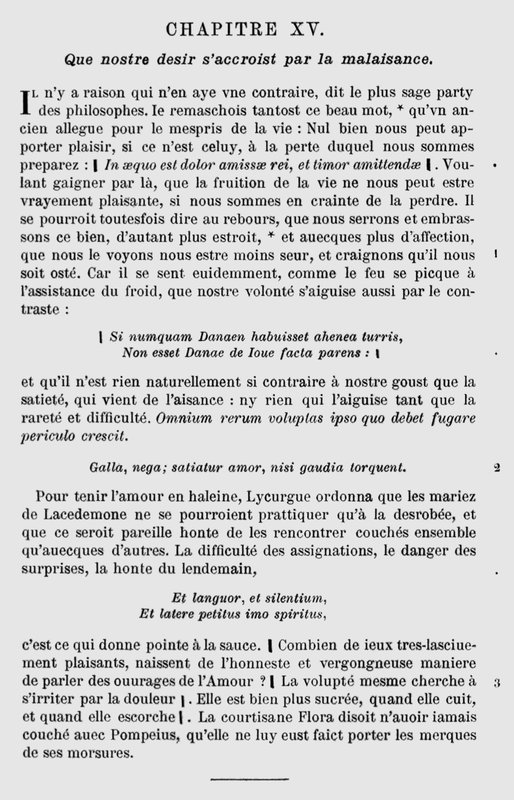 CHAPITRE XV.
Que nostre desir s'accroist par la malaisance.
IL n'y a raison qui n'en aye vne contraire, dit le plus sage party
des philosophes. Ie remaschois tantost ce beau mot, * qu'vn an-
cien allegue pour le mespris de la vie : Nul bien nous peut ap-
porter plaisir, si ce n'est celuy, à la perte duquel nous sommes
preparez : | In æquo est dolor amissæ rei, et timor amittendæ |. Vou- •
lant gaigner par là, que la fruition de la vie ne nous peut estre
vrayement plaisante, si nous sommes en crainte de la perdre. Il
se pourroit toutesfois dire au rebours, que nous serrons et embras-
sons ce bien, d'autant plus estroit, * et auecques plus d'affection,
que nous le voyons nous estre moins seur, et craignons qu'il nous 1
soit osté. Car il se sent euidemment, comme le feu se picque à
l'assistance du froid, que nostre volonté s'aiguise aussi par le con-
traste :
| Si numquam Danaen habuisset ahenea turris,
Non esset Danae de Ioue facta parens : | .
et qu'il n'est rien naturellement si contraire à nostre goust que la
satieté, qui vient de l'aisance : ny rien qui l'aiguise tant que la
rareté et difficulté. Omnium rerum voluptas ipso quo debet fugare
periculo crescit.
Galla, nega; satiatur amor, nisi gaudia torquent. 2
Pour tenir l'amour en haleine, Lycurgue ordonna que les mariez
de Lacedemone ne se pourroient prattiquer qu'à la desrobée, et
que ce seroit pareille honte de les rencontrer couchés ensemble
qu'auecques d'autres. La difficulté des assignations, le danger des
surprises, la honte du lendemain, .
Et languor, et silentium,
Et latere petitus imo spiritus,
c'est ce qui donne pointe à la sauce. | Combien de ieux tres-lasciue-
ment plaisants, naissent de l'honneste et vergongneuse maniere
de parler des ouurages de l'Amour ? | La volupté mesme cherche à 3
s'irriter par la douleur |. Elle est bien plus sucrée, quand elle cuit,
et quand elle escorche |. La courtisane Flora disoit n'auoir iamais
couché auec Pompeius, qu'elle ne luy eust faict porter les merques
de ses morsures.